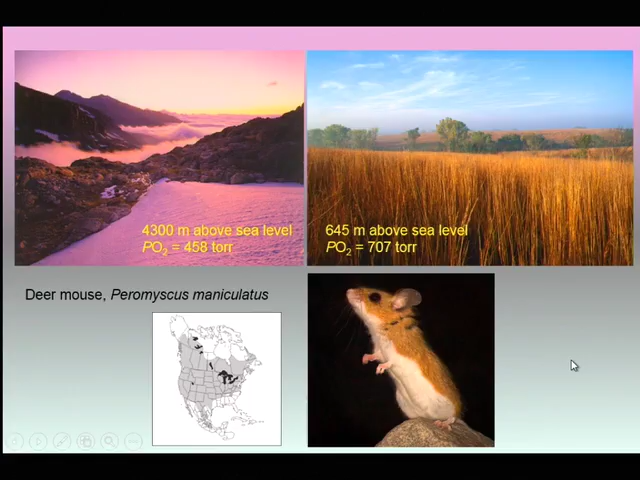 4300 m above sea level
PO₂ = 458 torr
645 m above sea level
PO₂ = 707 torr
Deer mouse, Peromyscus maniculatus